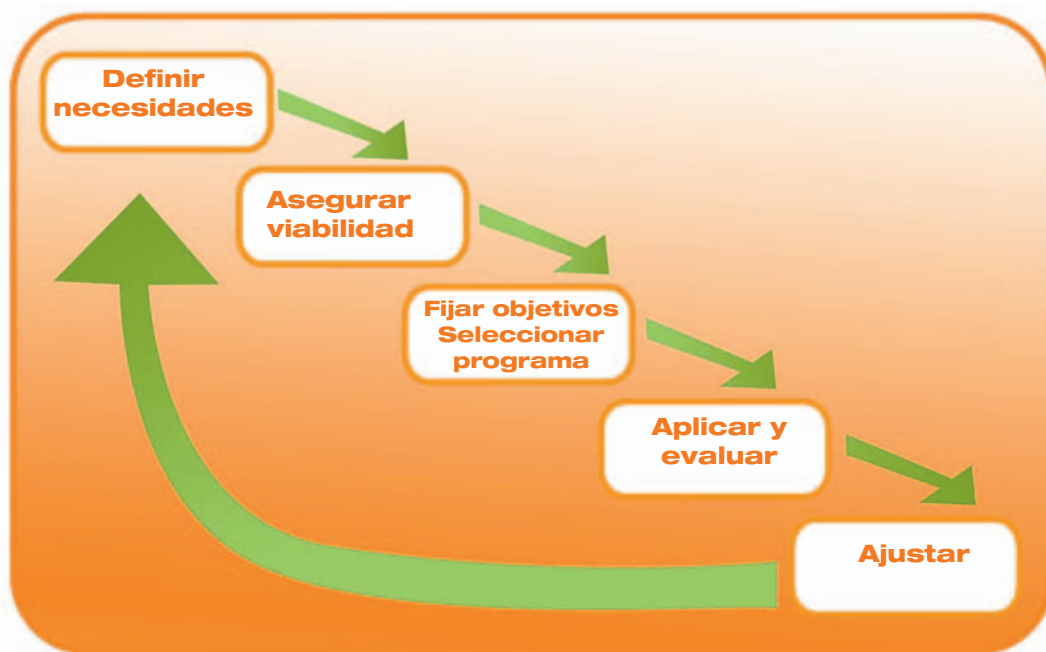 Definir
necesidades
Asegurar
viabilidad
Fijar objetivos
Seleccionar
programa
Aplicar y
evaluar
Ajustar